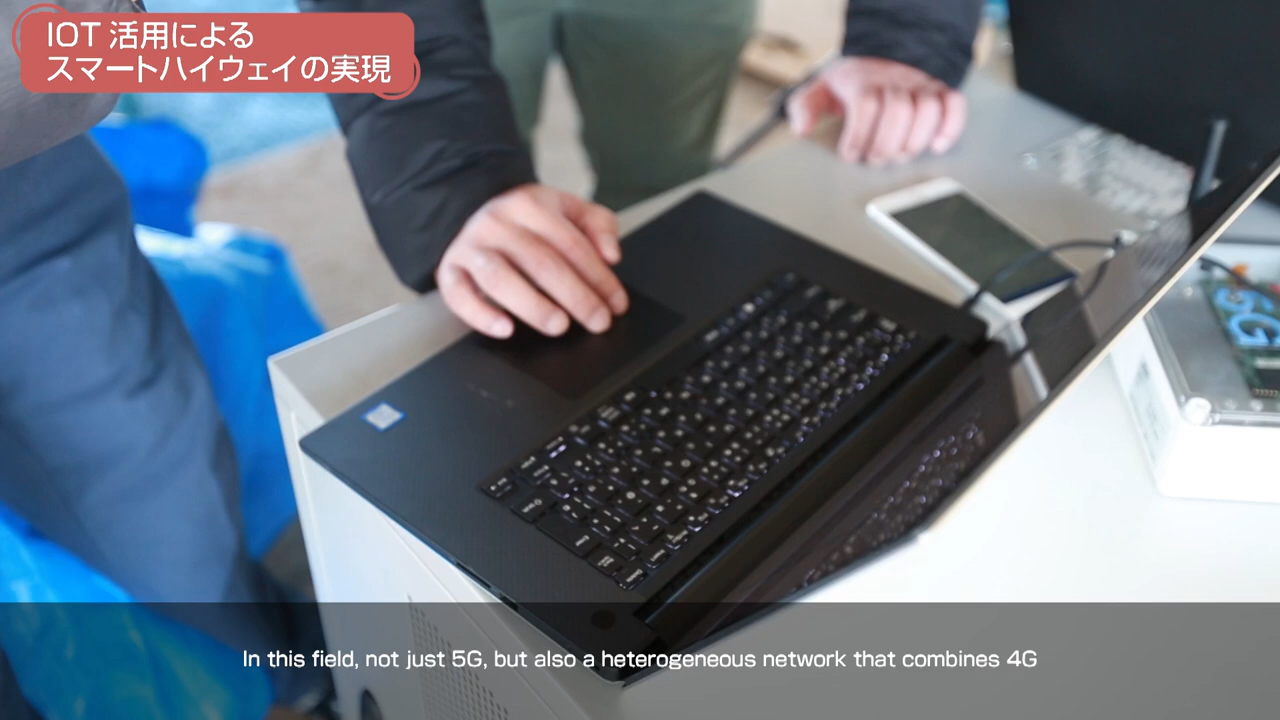 IOT 活用による
スマートハイウェイの実現
5G
In this field, not just 5G, but also a heterogeneous network that combines 4G